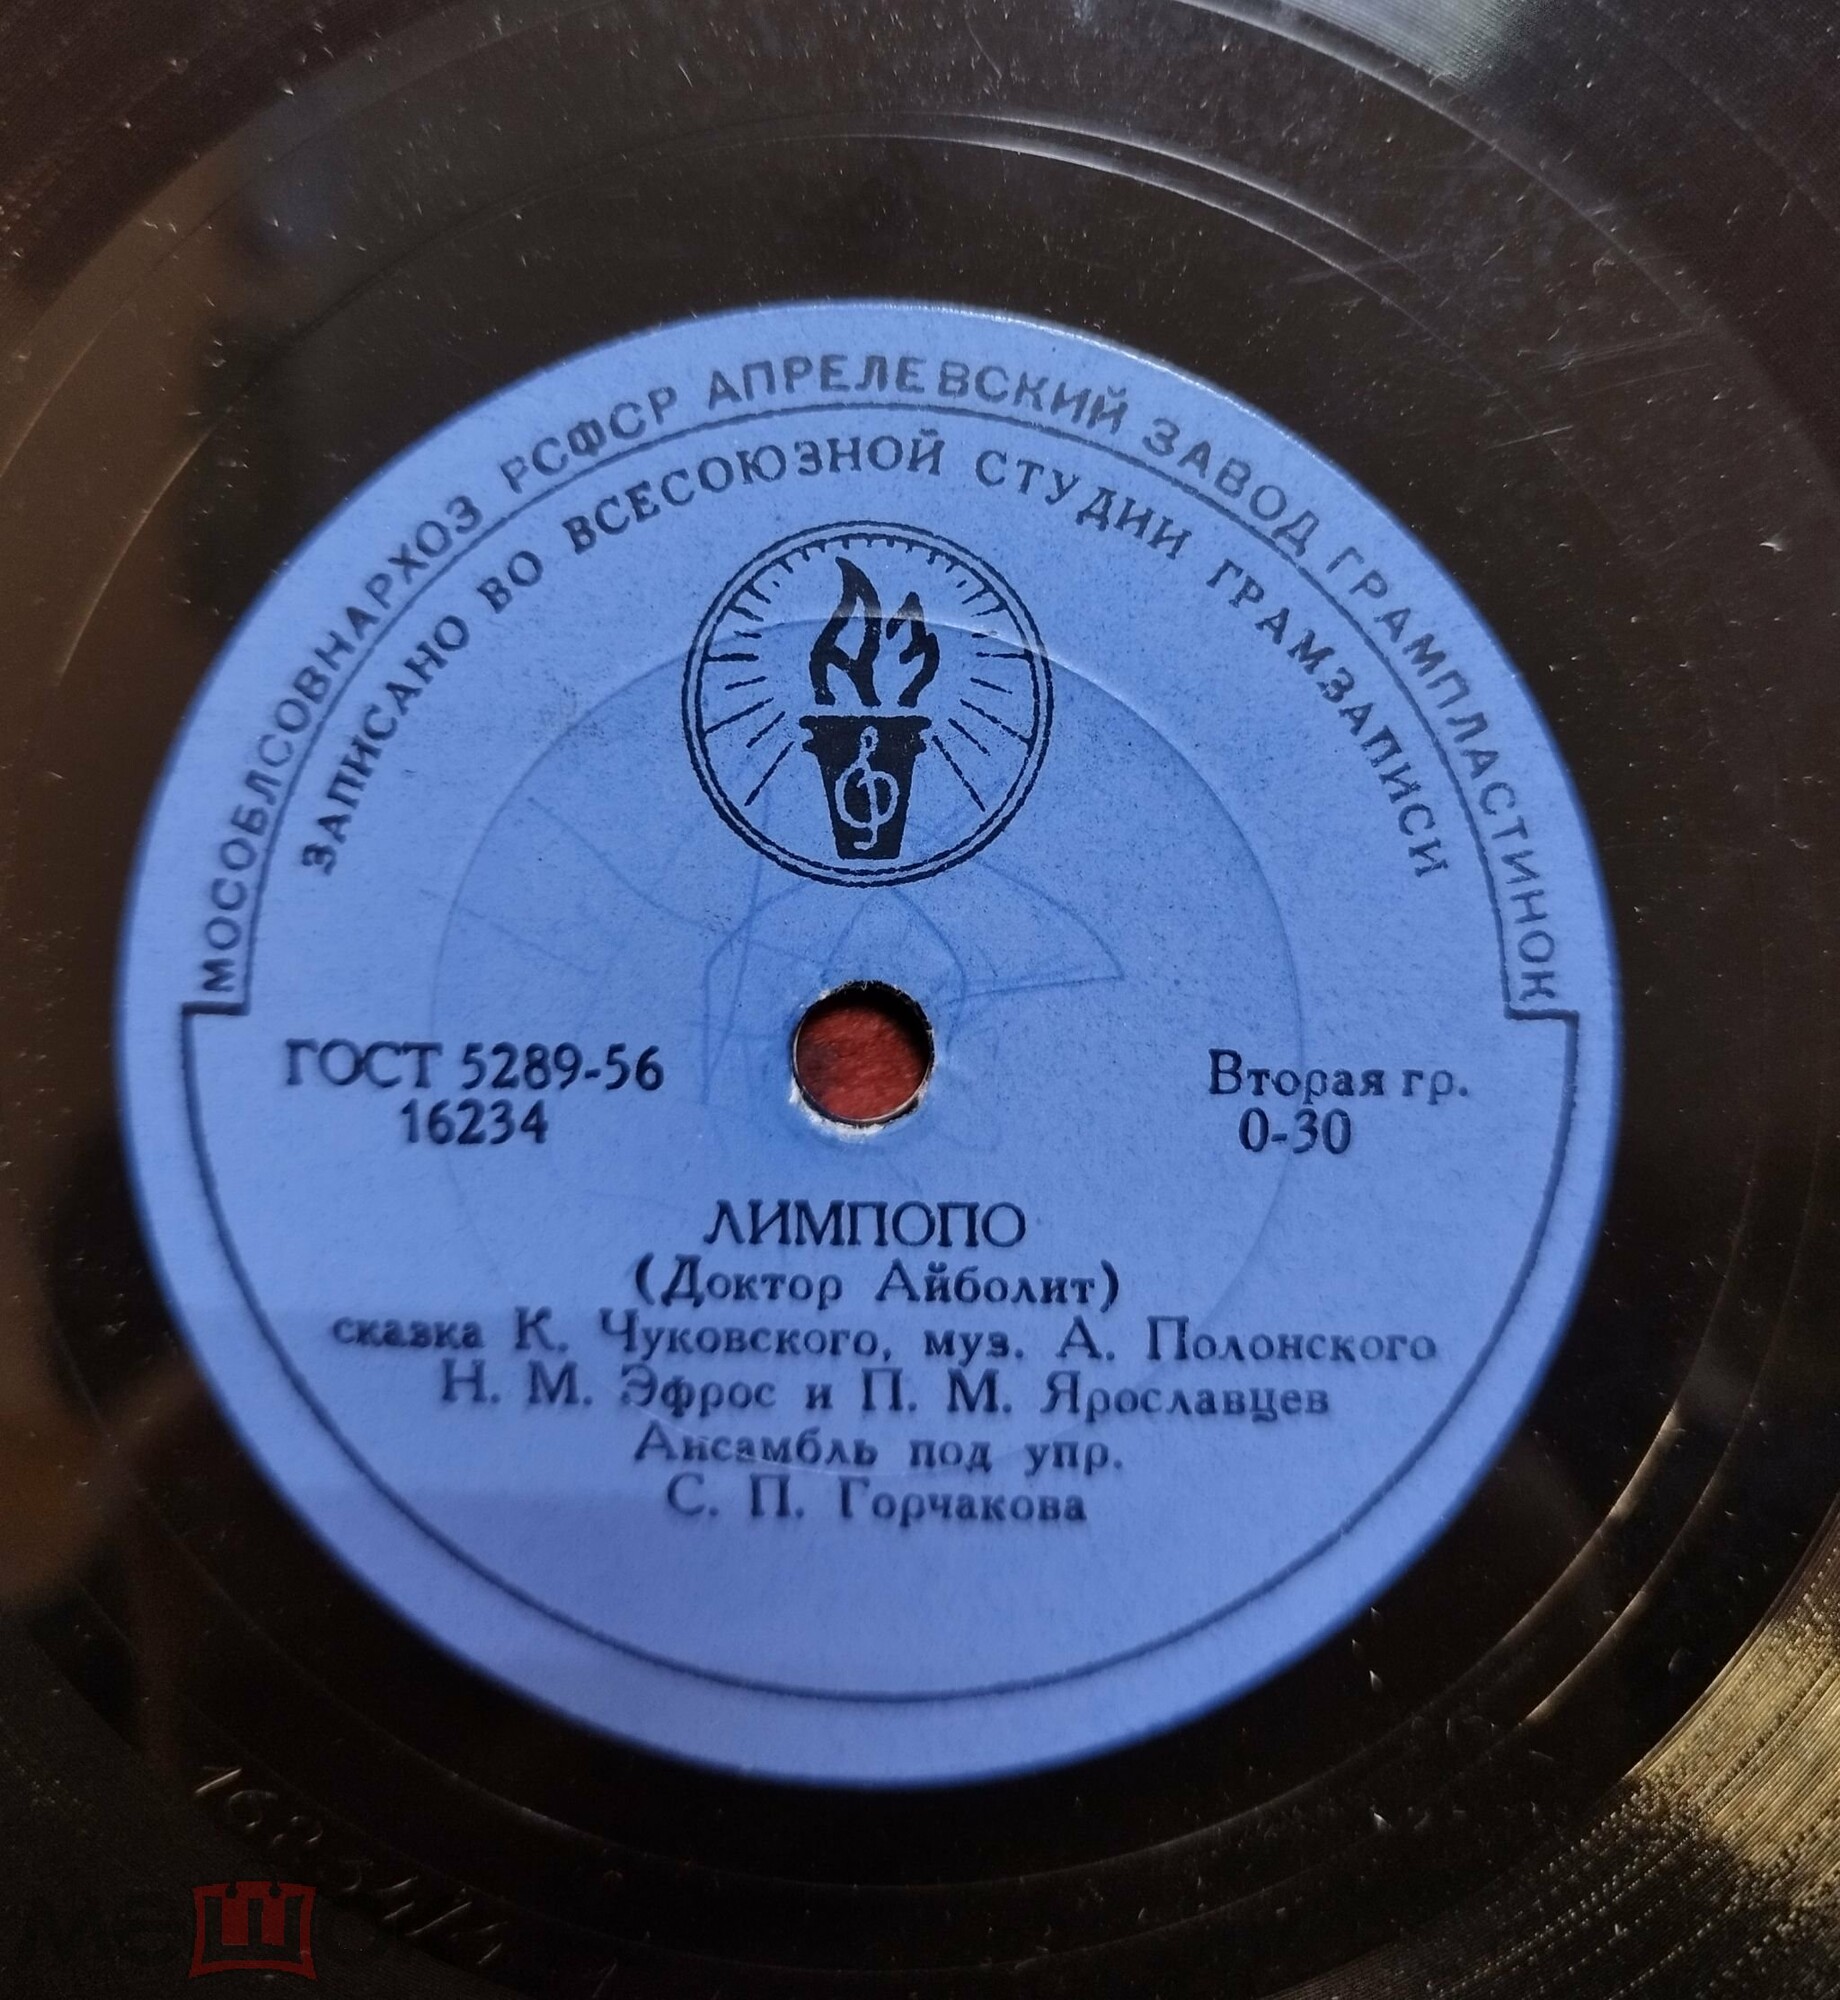 МОСОБЛСОВНАРХОЗ РСФСР АПРЕЛЕВСКИЙ ЗАВОД ГРАМПЛАСТИНОК
ЗАПИСАНО ВО ВСЕСОЮЗНОЙ СТУДИИ ГРАМЗАПИСИ
АЗ
ГОСТ 5289-56
16234
Вторая гр.
0-30
ЛИМПОПО
(Доктор Айболит)
сказка К. Чуковского, муз. А. Полонского
Н. М. Эфрос и П. М. Ярославцев
Ансамбль под упр.
С. П. Горчакова